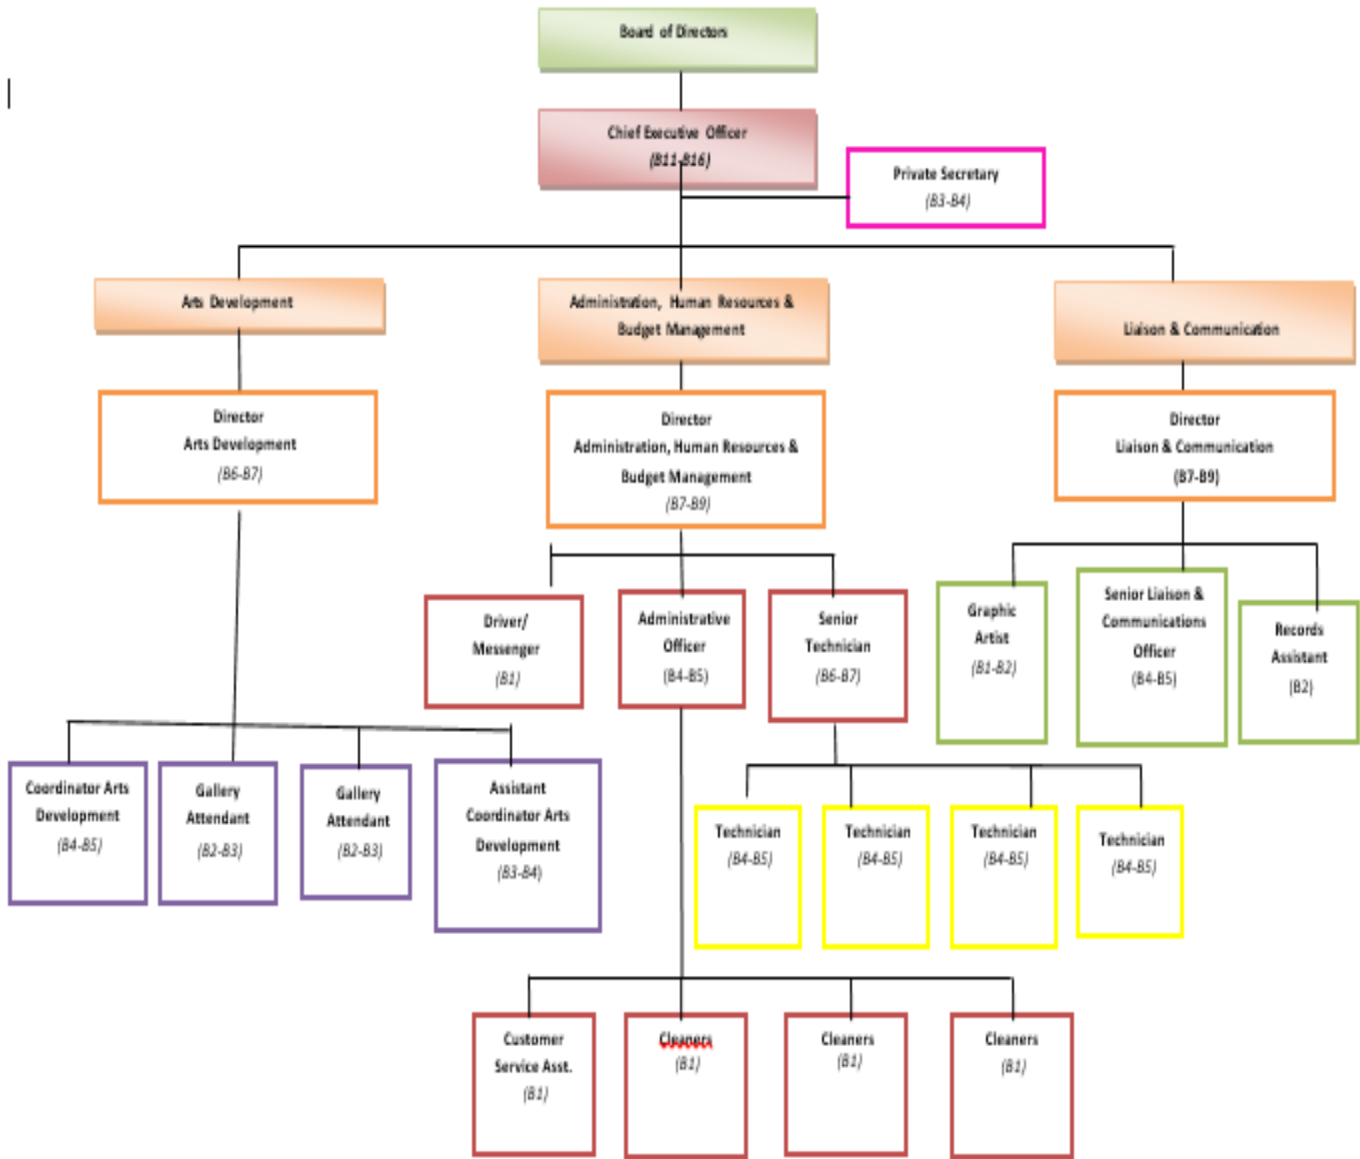 Board of Directors
Chief Executive Officer
(B11-B16)
Private Secretary
(B3-B4)
Arts Development
Administration, Human Resources &
Budget Management
Liaison & Communication
Director
Arts Development
(B6-B7)
Director
Administration, Human Resources &
Budget Management
(B7-B9)
Director
Liaison & Communication
(B7-B9)
Driver/
Messenger
(B1)
Administrative
Officer
(B4-B5)
Senior
Technician
(B6-B7)
Graphic
Artist
(B1-B2)
Senior Liaison &
Communications
Officer
(B4-B5)
Records
Assistant
(B2)
Coordinator Arts
Development
(B4-B5)
Gallery
Attendant
(B2-B3)
Gallery
Attendant
(B2-B3)
Assistant
Coordinator Arts
Development
(B3-B4)
Technician
(B4-B5)
Technician
(B4-B5)
Technician
(B4-B5)
Technician
(B4-B5)
Customer
Service Asst.
(B1)
Cleaners
(B1)
Cleaners
(B1)
Cleaners
(B1)